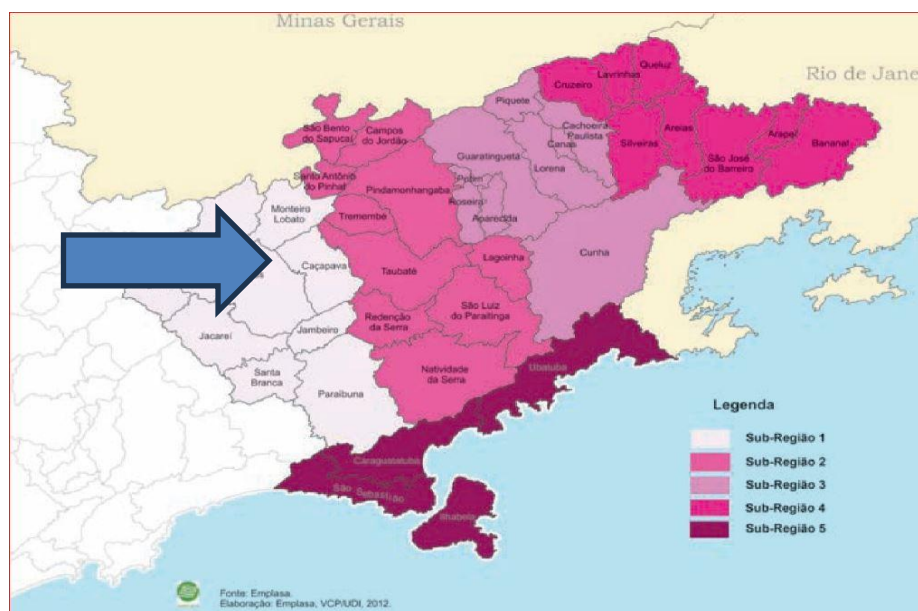 Minas Gerais
Rio de Jane
Queluz
Lavrinhas
Cruzeiro
Piquete
Cachoeira
Paulista
Canas
Areias
Arapeí
Bananal
Silveiras
São José
do Barreiro
São Bento
do Sapucaí
Campos
do Jordão
Guaratinguetá
Lorena
Santo Antônio
do Pinhal
Pindamonhangaba
Potim
Roseira
Aparecida
Monteiro
Lobato
Tremembé
Cunha
Caçapava
Taubaté
Lagoinha
São Luiz
do Paraitinga
Redenção
da Serra
Jacareí
Jambeiro
Santa
Branca
Paraibuna
Natividade
da Serra
Ubatuba
Caraguatatuba
São Sebastião
Ilhabela
Legenda
Sub-Região 1
Sub-Região 2
Sub-Região 3
Sub-Região 4
Sub-Região 5
Fonte: Emplasa.
Elaboração: Emplasa, VCP/UDI, 2012.